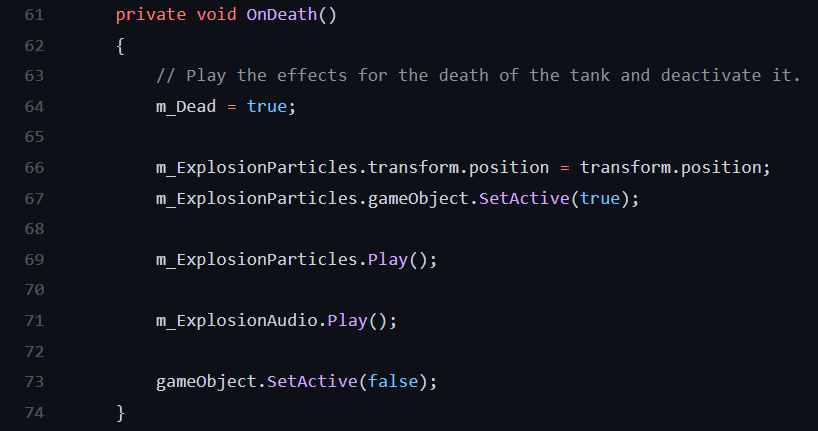 61 private void OnDeath()
62 {
63 // Play the effects for the death of the tank and deactivate it.
64 m_Dead = true;
65
66 m_ExplosionParticles.transform.position = transform.position;
67 m_ExplosionParticles.gameObject.SetActive(true);
68
69 m_ExplosionParticles.Play();
70
71 m_ExplosionAudio.Play();
72
73 gameObject.SetActive(false);
74 }